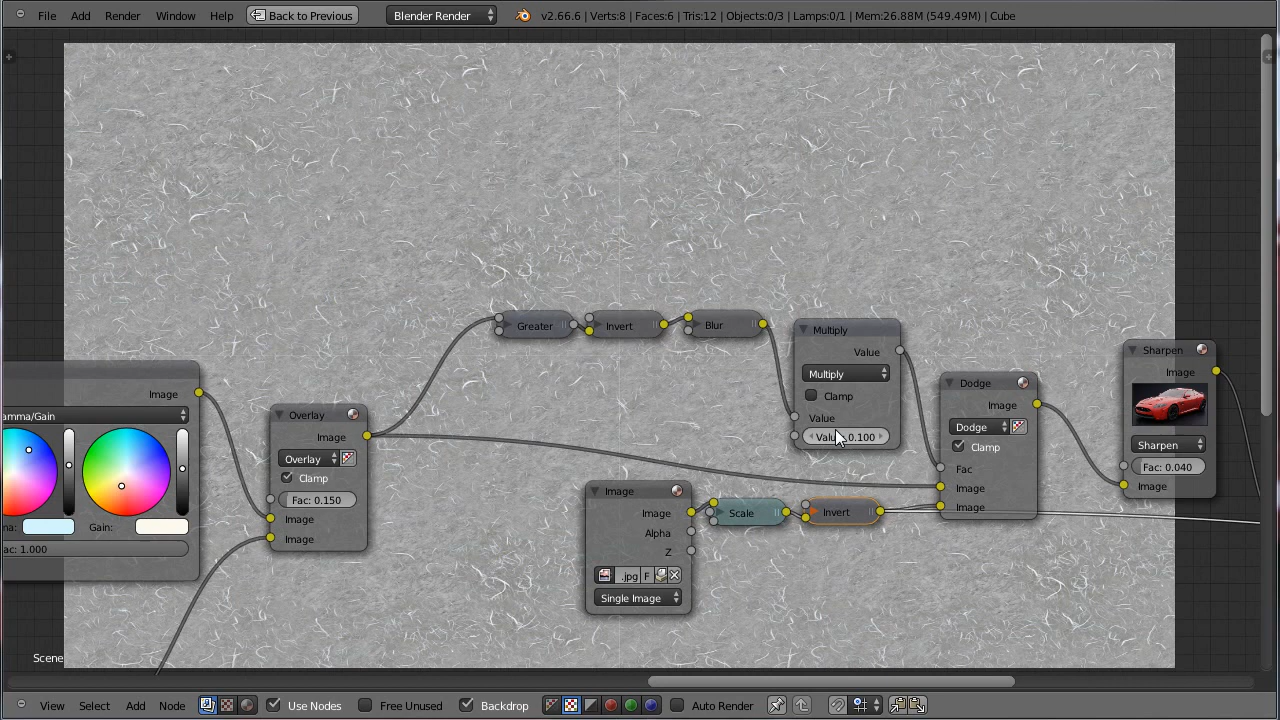 File Add Render Window Help Back to Previous Blender Render v2.66.6 | Verts:8 | Faces:6 | Tris:12 | Objects:0/3 | Lamps:0/1 | Mem:26.88M (549.49M) | Cube
Greater
Invert
Blur
Multiply
Value
Multiply
Clamp
Value
0.100
Image
amma/Gain
Gain:
1.000
Overlay
Image
Overlay
Clamp
Fac: 0.150
Image
Image
Image
Image
Alpha
Z
.jpg F
Single Image
Scale
Invert
Dodge
Image
Dodge
Clamp
Fac
Image
Image
Sharpen
Image
Sharpen
Fac: 0.040
Image
Scene
View Select Add Node Use Nodes Free Unused Backdrop Auto Render